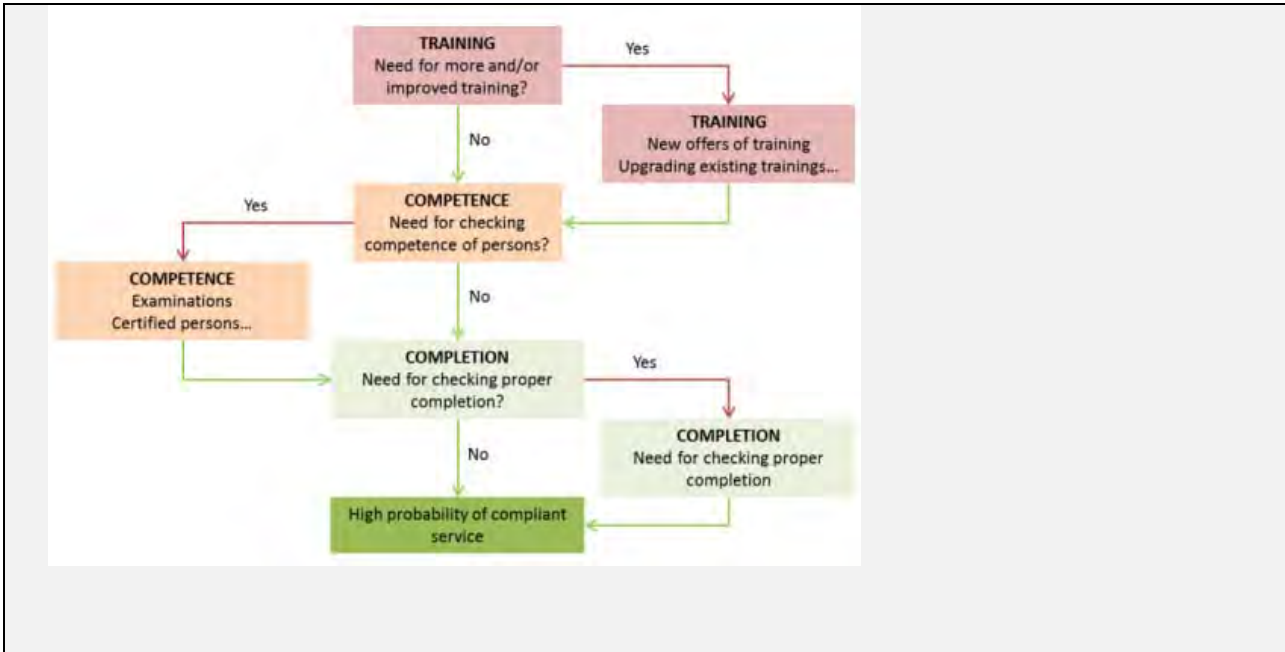 TRAINING
Need for more and/or
improved training?
Yes
No
TRAINING
New offers of training
Upgrading existing trainings...
COMPETENCE
Need for checking
competence of persons?
Yes
No
COMPETENCE
Examinations
Certified persons...
COMPLETION
Need for checking proper
completion?
Yes
No
COMPLETION
Need for checking proper
completion
High probability of compliant
service